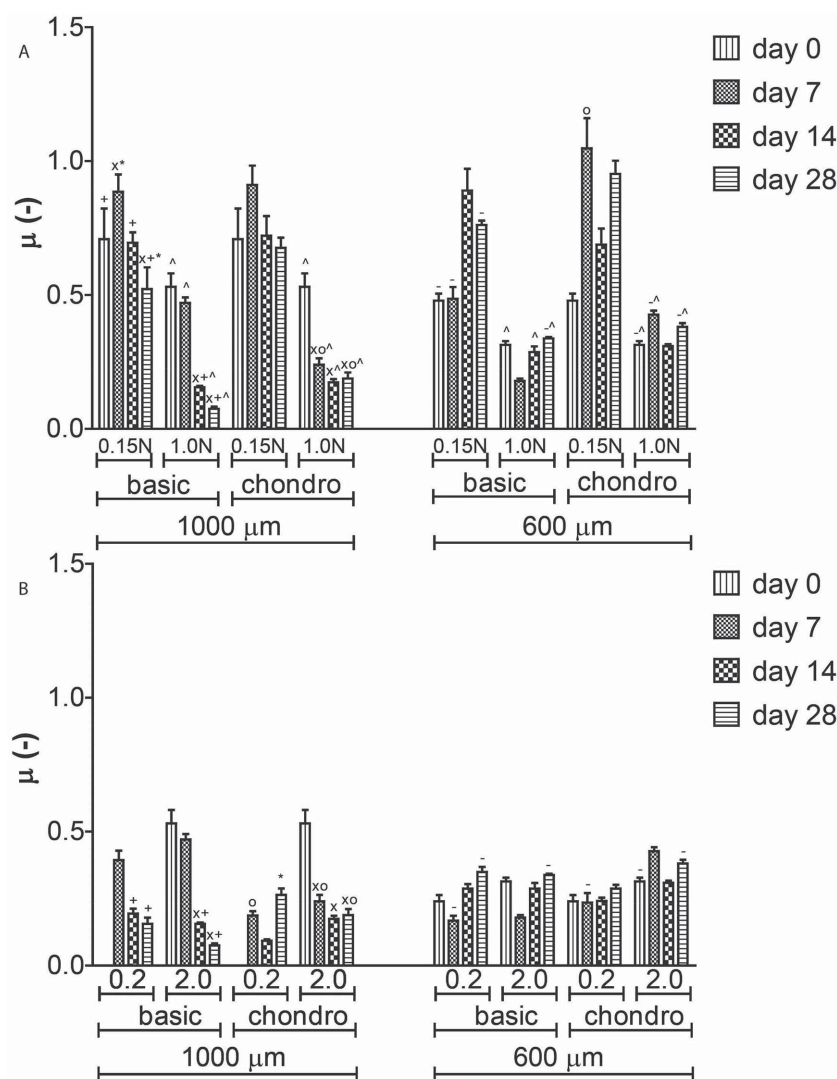 A
1.5
1.0
0.5
0.0
μ (-)
day 0
day 7
day 14
day 28
+
x*
+
x+*
^
^
x+^
x+^
^
xo^
x^
xo^
-
-
-
^
^
-^
o
-^
-^
-^
0.15N 1.0N 0.15N 1.0N 0.15N 1.0N 0.15N 1.0N
basic chondro basic chondro
1000 μm 600 μm
B
1.5
1.0
0.5
0.0
μ (-)
day 0
day 7
day 14
day 28
+
+
x+
x+
o
*
xo
x
xo
-
-
-
-
-
-
0.2 2.0 0.2 2.0 0.2 2.0 0.2 2.0
basic chondro basic chondro
1000 μm 600 μm